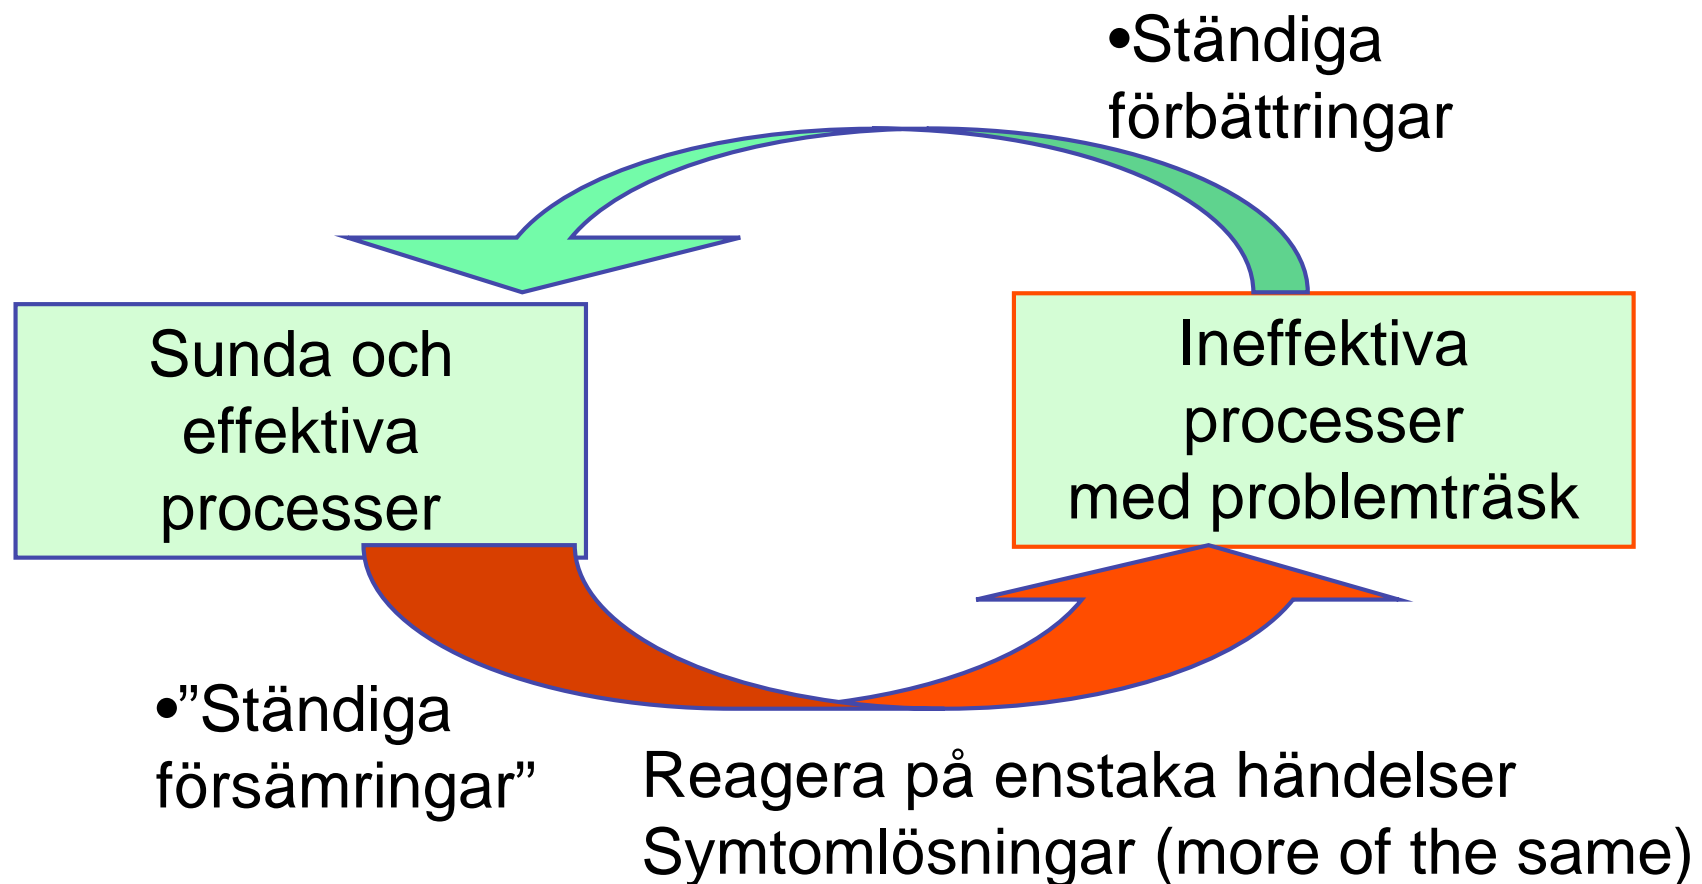 •Ständiga
förbättringar
Sunda och
effektiva
processer
Ineffektiva
processer
med problemträsk
•”Ständiga
försämringar”
Reagera på enstaka händelser
Symtomlösningar (more of the same)